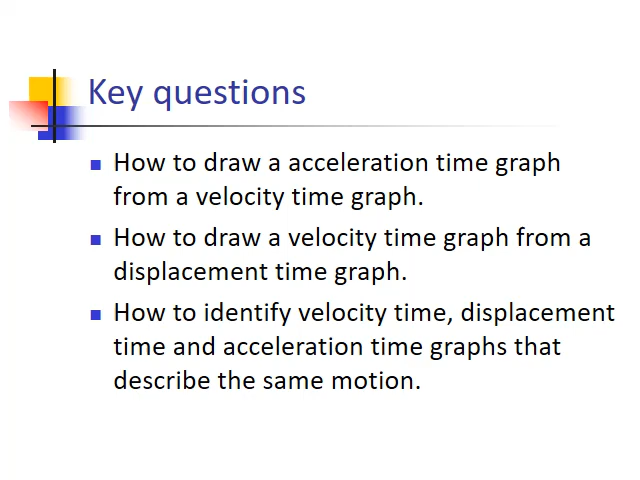 Key questions
How to draw a acceleration time graph
from a velocity time graph.
How to draw a velocity time graph from a
displacement time graph.
How to identify velocity time, displacement
time and acceleration time graphs that
describe the same motion.